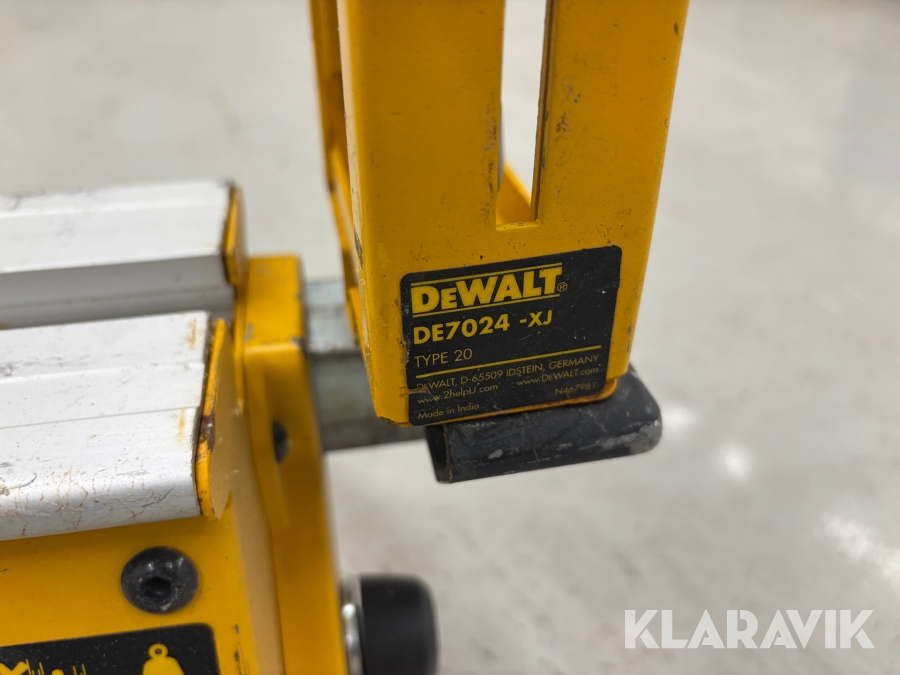 DEWALT®
DE7024 -XJ
TYPE 20
DEWALT, D-65509 IDSTEIN, GERMANY
www.2helpU.com www.DEWALT.com
Made in India N467981
KLARAVIK